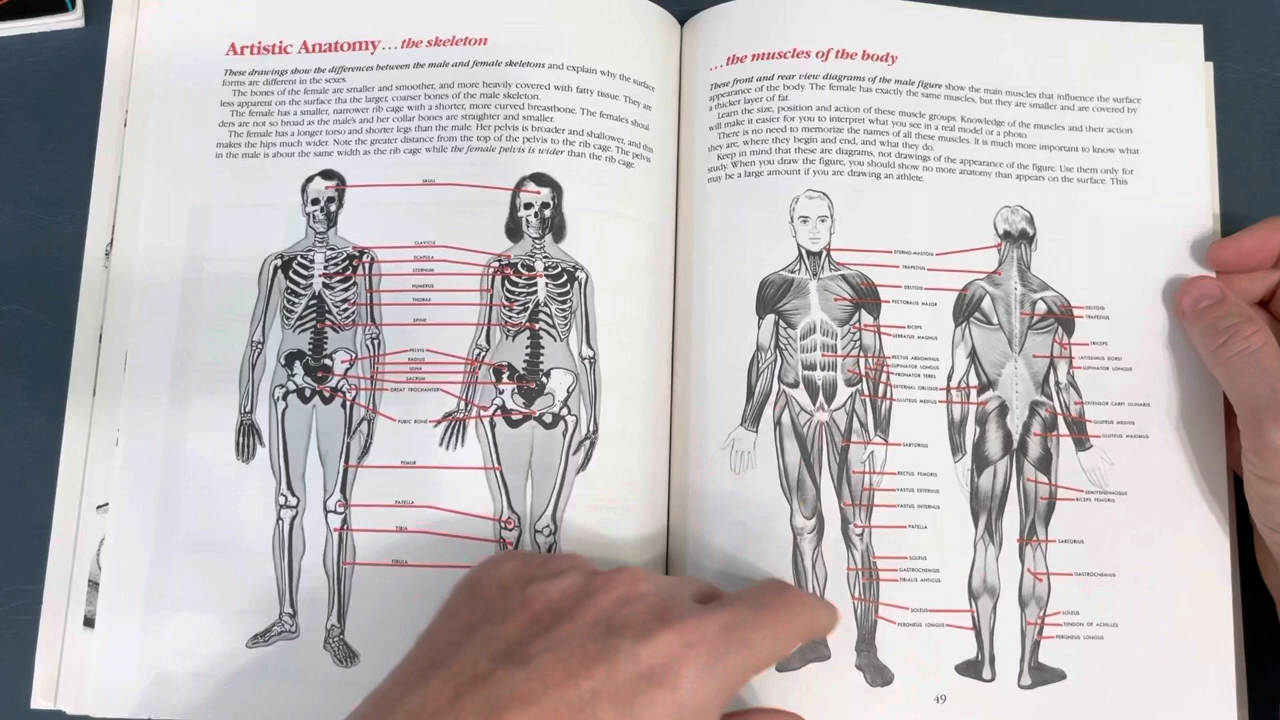 Artistic Anatomy...the skeleton
These drawings show the differences between the male and female skeletons and explain why the surface
forms are different in the sexes.
The bones of the female are smaller and smoother, and more heavily covered with fatty tissue. They are
less apparent on the surface tha the larger, coarser bones of the male skeleton.
The female has a smaller, narrower rib cage with a shorter, more curved breastbone. The female's shoul-
ders are not so broad as the male's and her collar bones are straighter and smaller.
The female has a longer torso and shorter legs than the male. Her pelvis is broader and shallower, and this
makes the hips much wider. Note the greater distance from the top of the pelvis to the rib cage. The pelvis
in the male is about the same width as the rib cage while the female pelvis is wider than the rib cage.
SKULL
CLAVICLE
SCAPULA
STERNUM
HUMERUS
THORAX
SPINE
PELVIS
RADIUS
ULNA
SACRUM
GREAT TROCHANTER
PUBIC BONE
FEMUR
PATELLA
TIBIA
FIBULA
...the muscles of the body
These front and rear view diagrams of the male figure show the main muscles that influence the surface
appearance of the body. The female has exactly the same muscles, but they are smaller and are covered by
a thicker layer of fat.
Learn the size, position and action of these muscle groups. Knowledge of the muscles and their action
will make it easier for you to interpret what you see in a real model or a photo.
There is no need to memorize the names of all these muscles. It is much more important to know what
they are, where they begin and end, and what they do.
Keep in mind that these are diagrams, not drawings of the appearance of the figure. Use them only for
study. When you draw the figure, you should show no more anatomy than appears on the surface. This
may be a large amount if you are drawing an athlete.
STERNO-MASTOID
TRAPEZIUS
DELTOID
PECTORALIS MAJOR
BICEPS
SERRATUS MAGNUS
RECTUS ABDOMINUS
SUPINATOR LONGUS
PRONATOR TERES
EXTERNAL OBLIQUE
GLUTEUS MEDIUS
SARTORIUS
RECTUS FEMORIS
VASTUS EXTERNUS
VASTUS INTERNUS
PATELLA
SOLEUS
GASTROCNEMIUS
TIBIALIS ANTICUS
SOLEUS
PERONEUS LONGUS
DELTOID
TRAPEZIUS
TRICEPS
LATISSIMUS DORSI
SUPINATOR LONGUS
EXTENSOR CARPI ULNARIS
GLUTEUS MEDIUS
GLUTEUS MAXIMUS
SEMITENDINOSUS
BICEPS FEMORIS
SARTORIUS
GASTROCNEMIUS
SOLEUS
TENDON OF ACHILLES
PERONEUS LONGUS
49